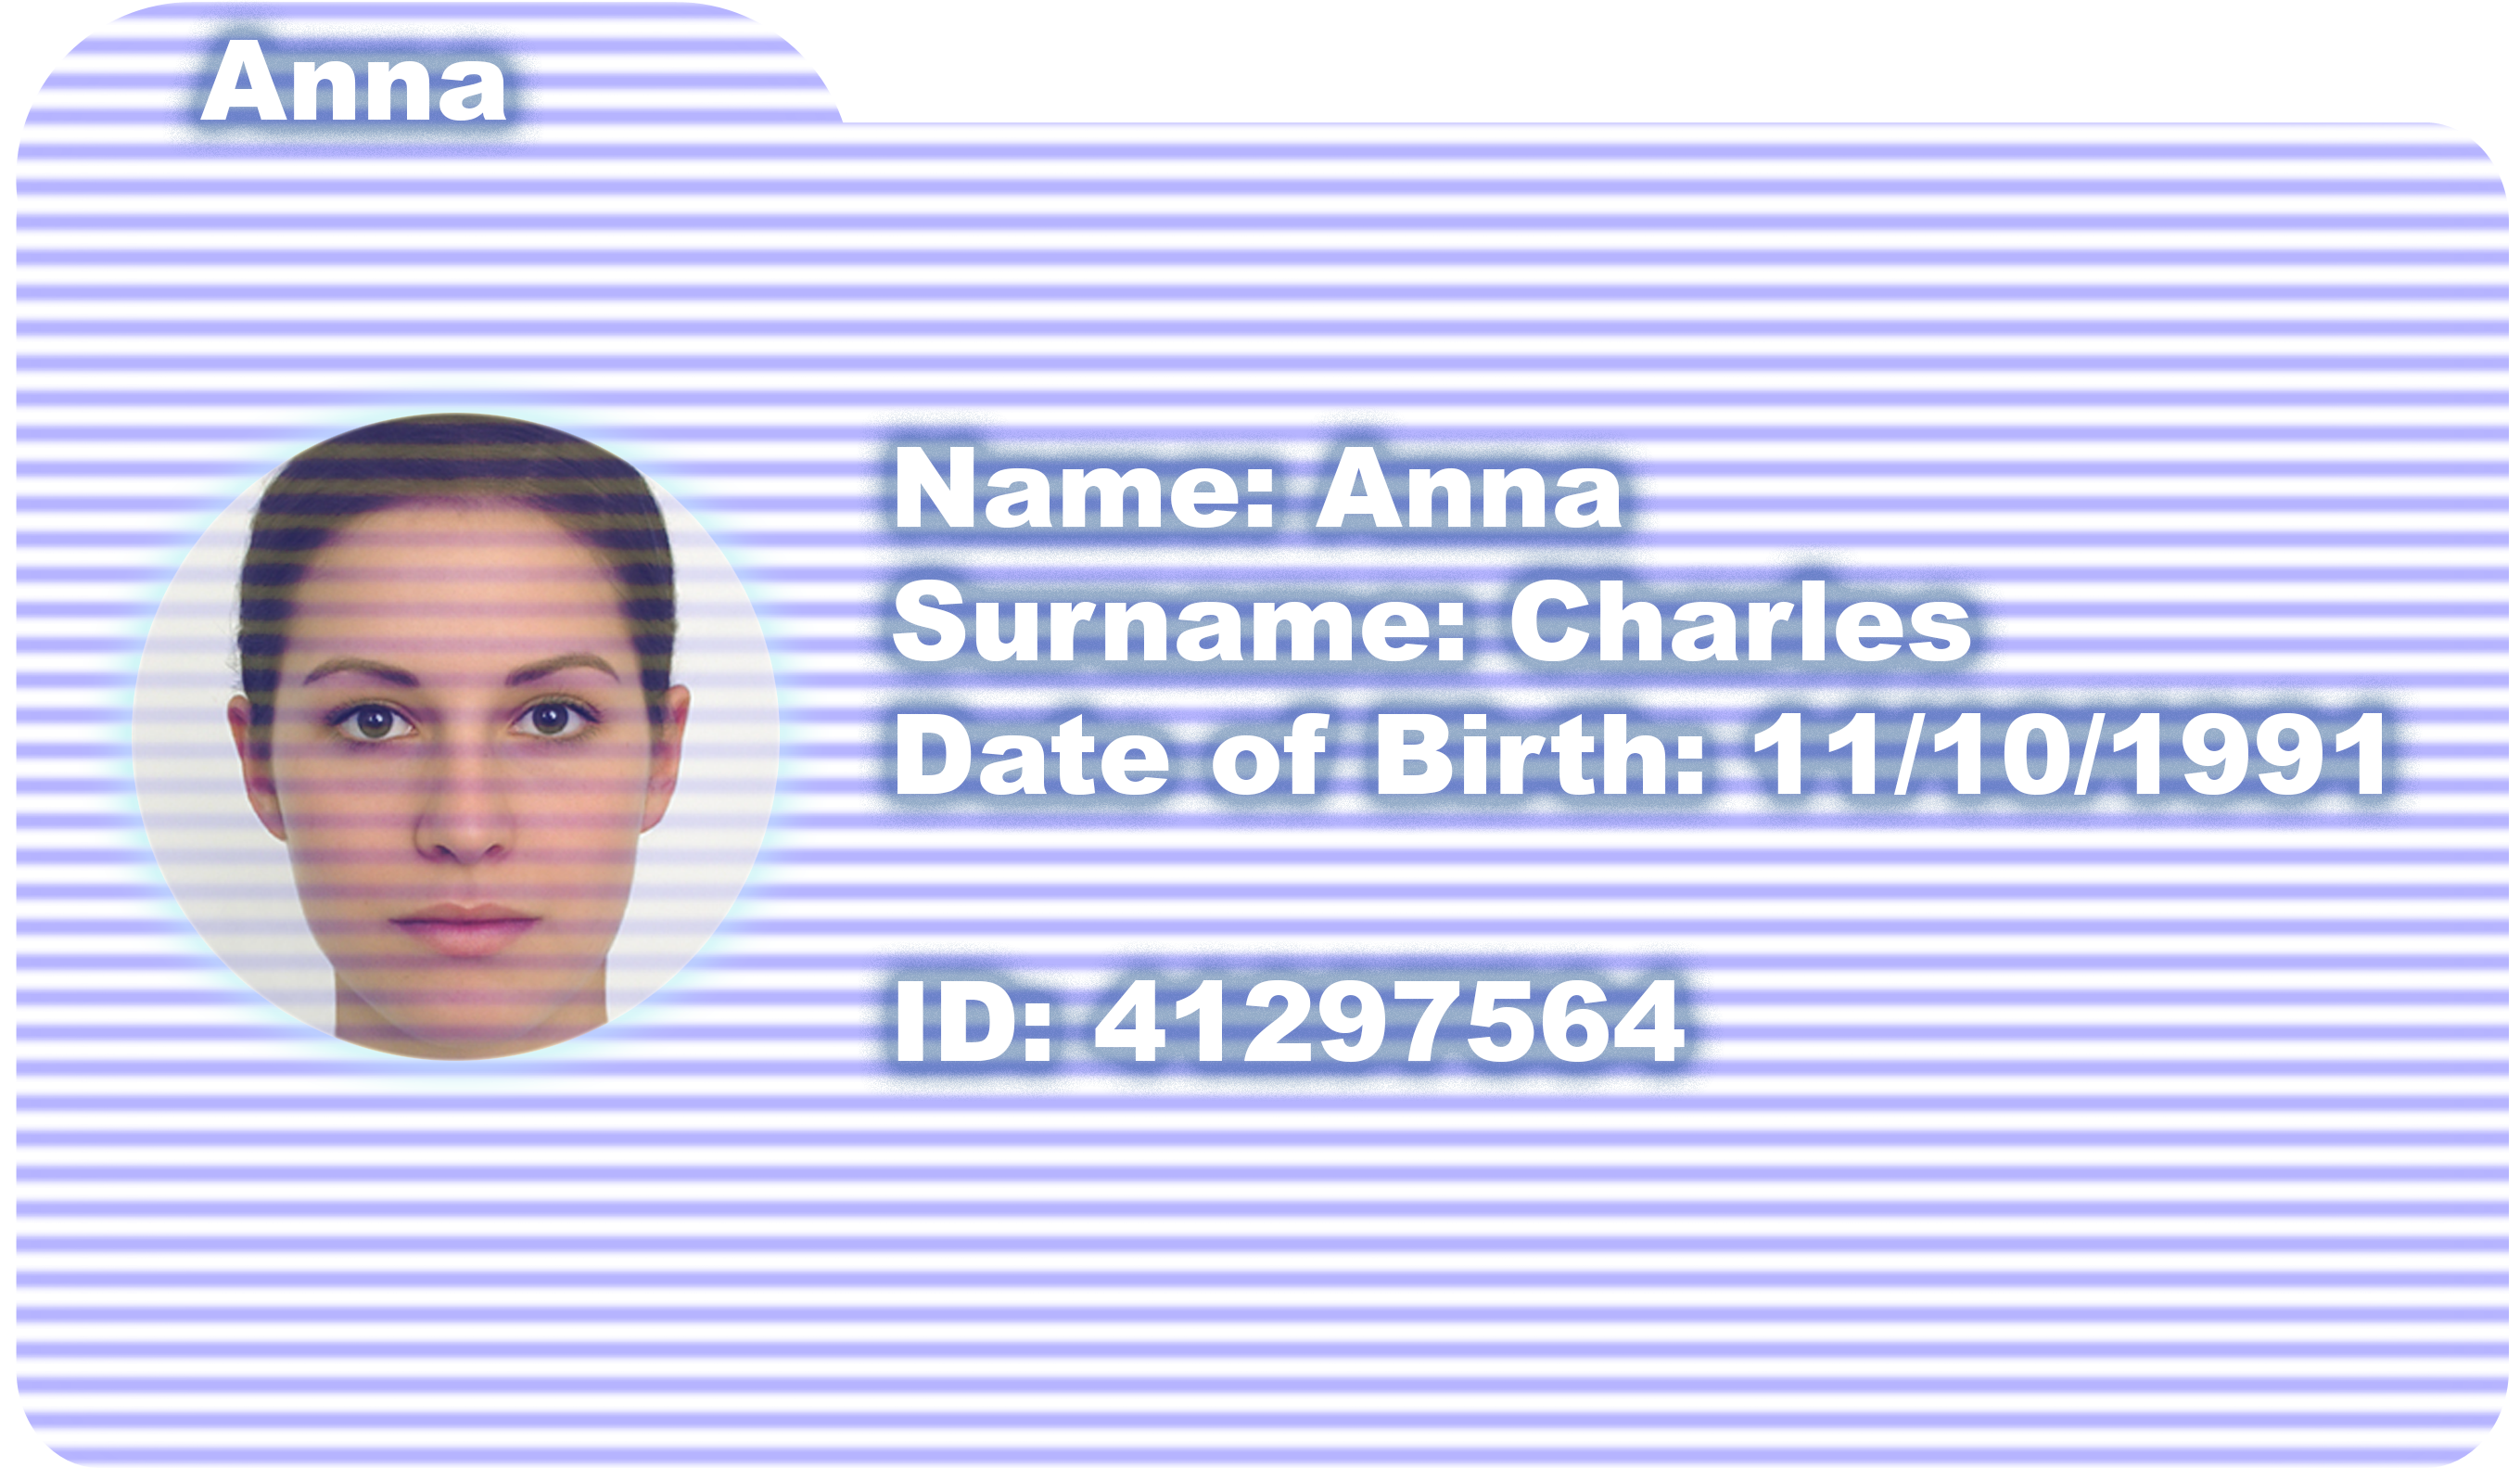 Anna
Name: Anna
Surname: Charles
Date of Birth: 11/10/1991
ID: 41297564